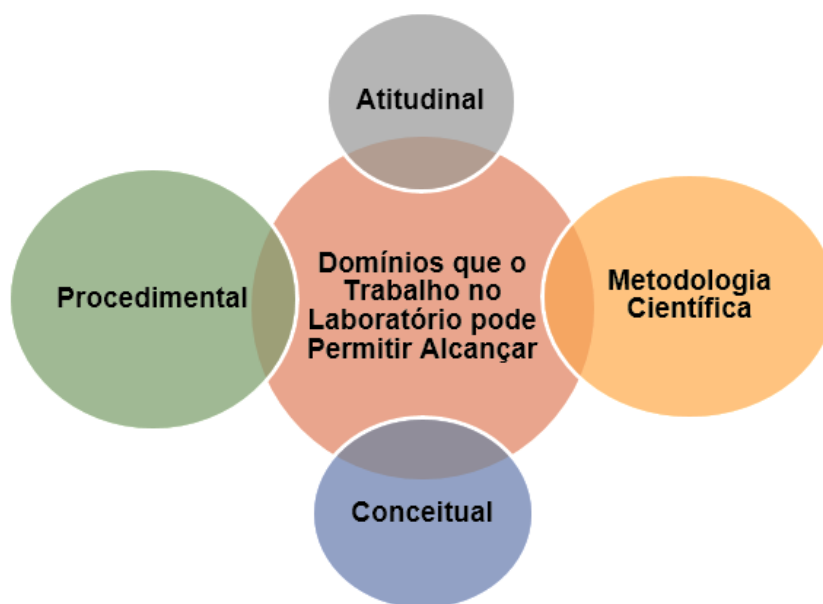 Atitudinal
Procedimental
Domínios que o
Trabalho no
Laboratório pode
Permitir Alcançar
Metodologia
Científica
Conceitual